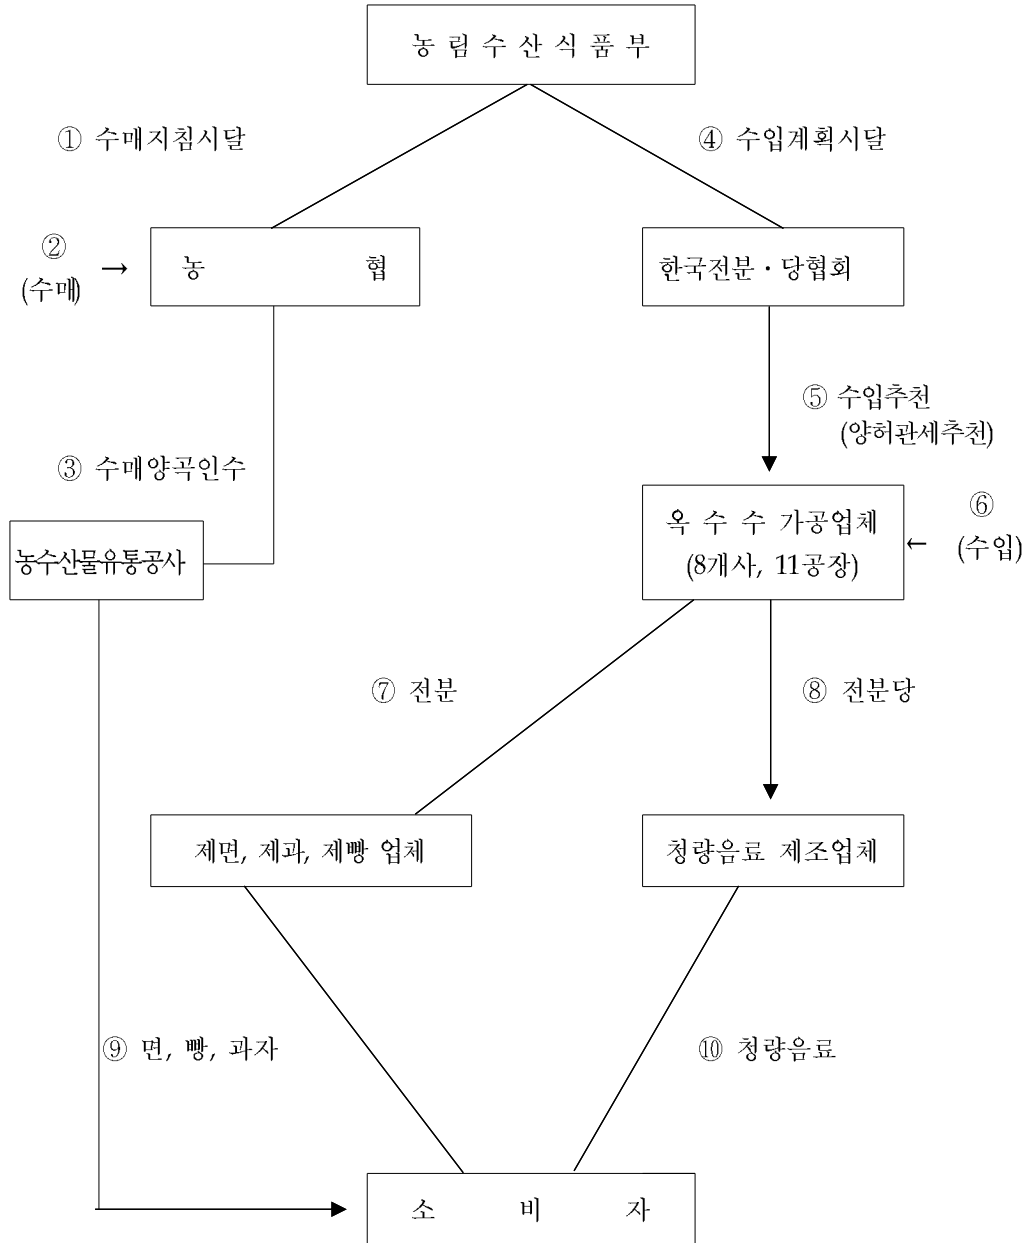 농 림 수 산 식 품 부
① 수매지침시달
④ 수입계획시달
②
(수매)
→
농 협
한국전분·당협회
⑤ 수입추천
(양허관세추천)
③ 수매양곡인수
농수산물유통공사
옥 수 수 가공업체
(8개사, 11공장)
←
⑥
(수입)
⑦ 전분
⑧ 전분당
제면, 제과, 제빵 업체
청량음료 제조업체
⑨ 면, 빵, 과자
⑩ 청량음료
소 비 자